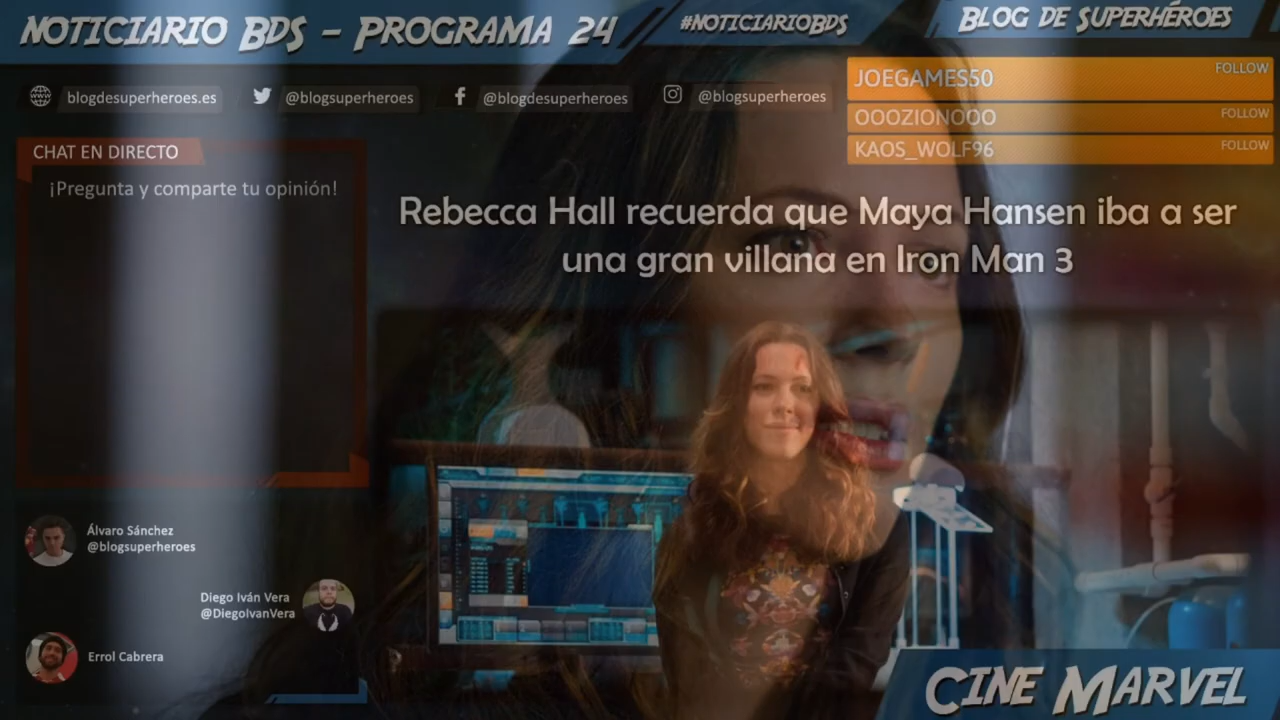 NOTICIARIO BDS - PROGRAMA 24
#NOTICIARIOBDS
BLOG DE SUPERHÉROES
blogdesuperheroes.es
@blogsuperheroes
@blogdesuperheroes
@blogsuperheroes
JOEGAMES50 FOLLOW
OOOZIONOOO FOLLOW
KAOS_WOLF96 FOLLOW
CHAT EN DIRECTO
¡Pregunta y comparte tu opinión!
Rebecca Hall recuerda que Maya Hansen iba a ser
una gran villana en Iron Man 3
Álvaro Sánchez
@blogsuperheroes
Diego Iván Vera
@DiegoIvanVera
Errol Cabrera
CINE MARVEL